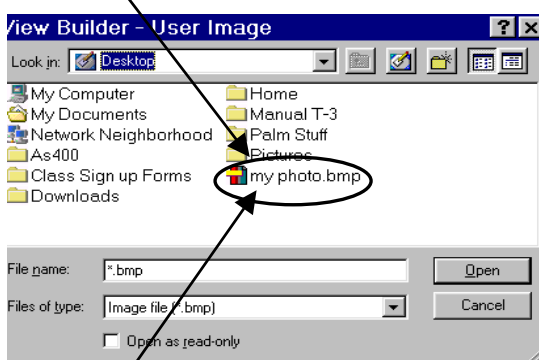 View Builder - User Image
Look in: Desktop
My Computer
My Documents
Network Neighborhood
As400
Class Sign up Forms
Downloads
Home
Manual T-3
Palm Stuff
Pictures
my photo.bmp
File name: *.bmp
Open
Files of type: Image file (*.bmp)
Cancel
Open as read-only